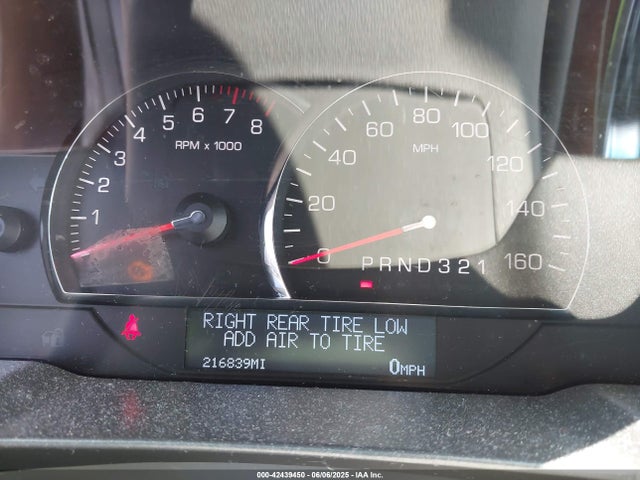 1 2 3 4 5 6 7 8
RPM x 1000
0 20 40 60 80 100 120 140 160
MPH
P R N D 3 2 1
RIGHT REAR TIRE LOW
ADD AIR TO TIRE
216839MI 0MPH
000-42439450 - 06/06/2025 - IAA Inc.